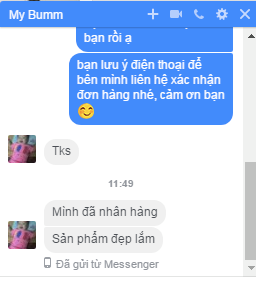 My Bumm
bạn rồi ạ
bạn lưu ý điện thoại để
bên mình liên hệ xác nhận
đơn hàng nhé, cảm ơn bạn
Tks
11:49
Mình đã nhân hàng
Sản phẩm đẹp lắm
Đã gửi từ Messenger